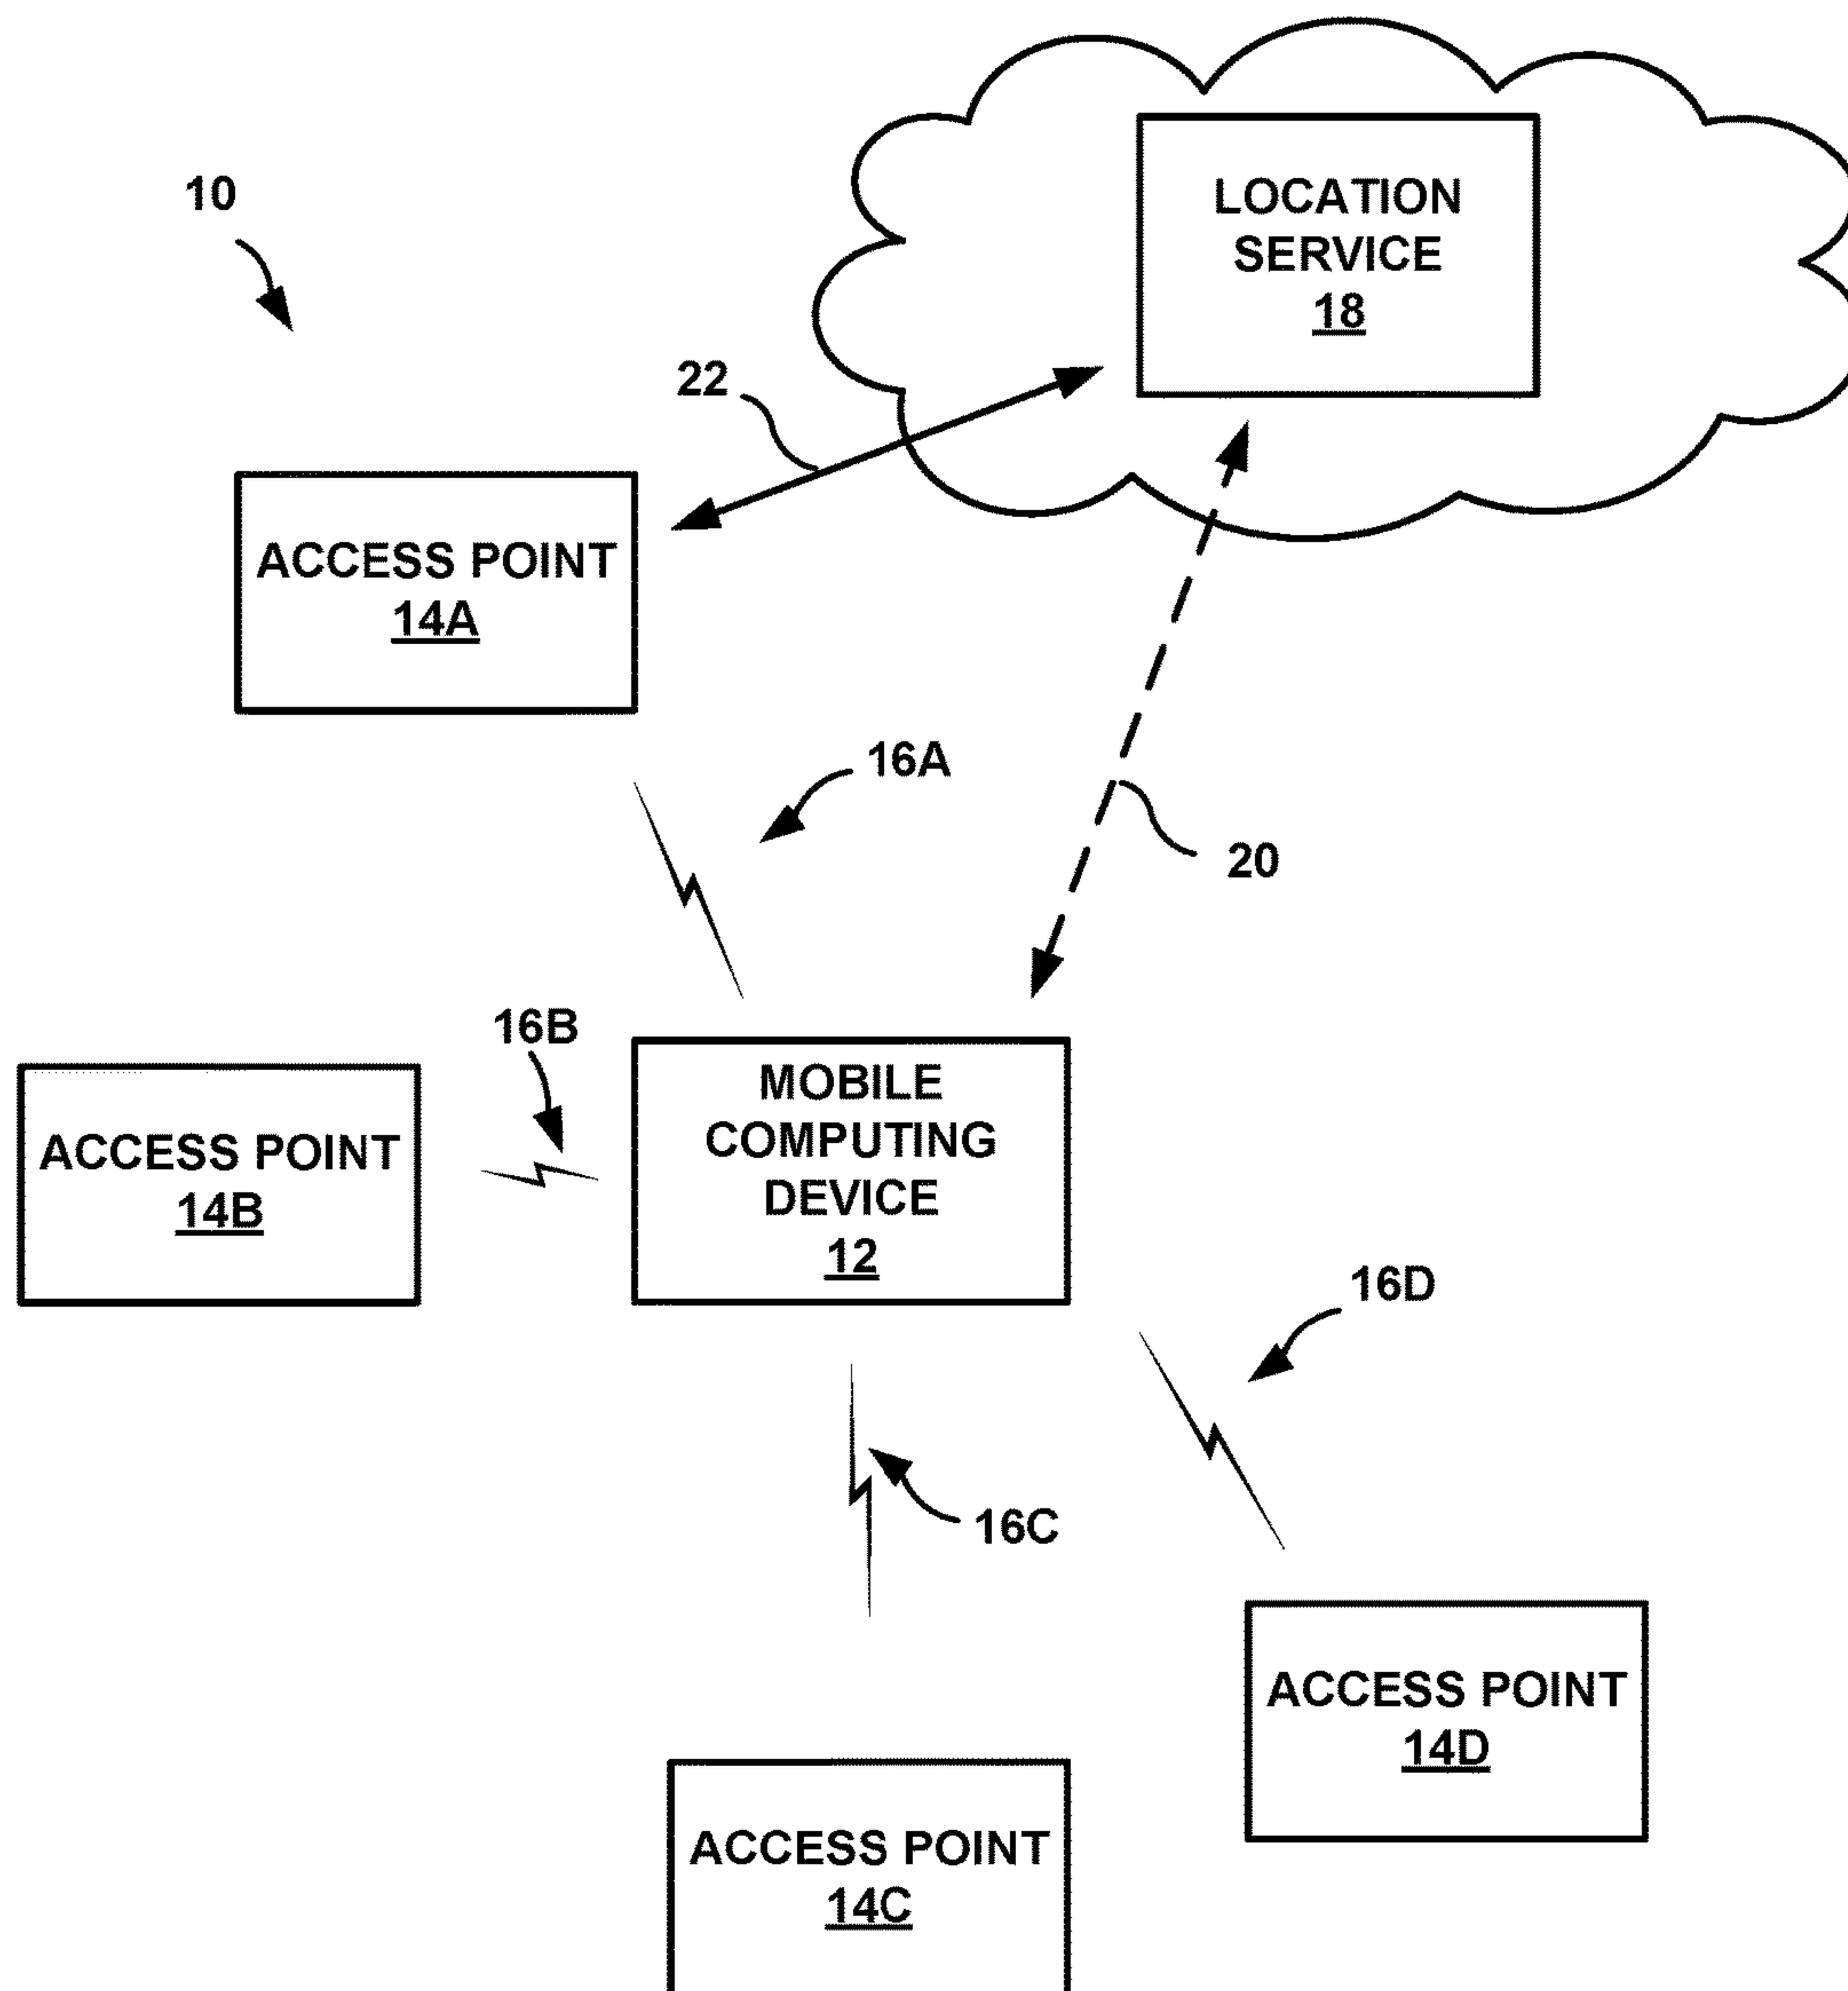 10
LOCATION
SERVICE
18
22
ACCESS POINT
14A
16A
20
16B
MOBILE
COMPUTING
DEVICE
12
ACCESS POINT
14B
16D
16C
ACCESS POINT
14D
ACCESS POINT
14C